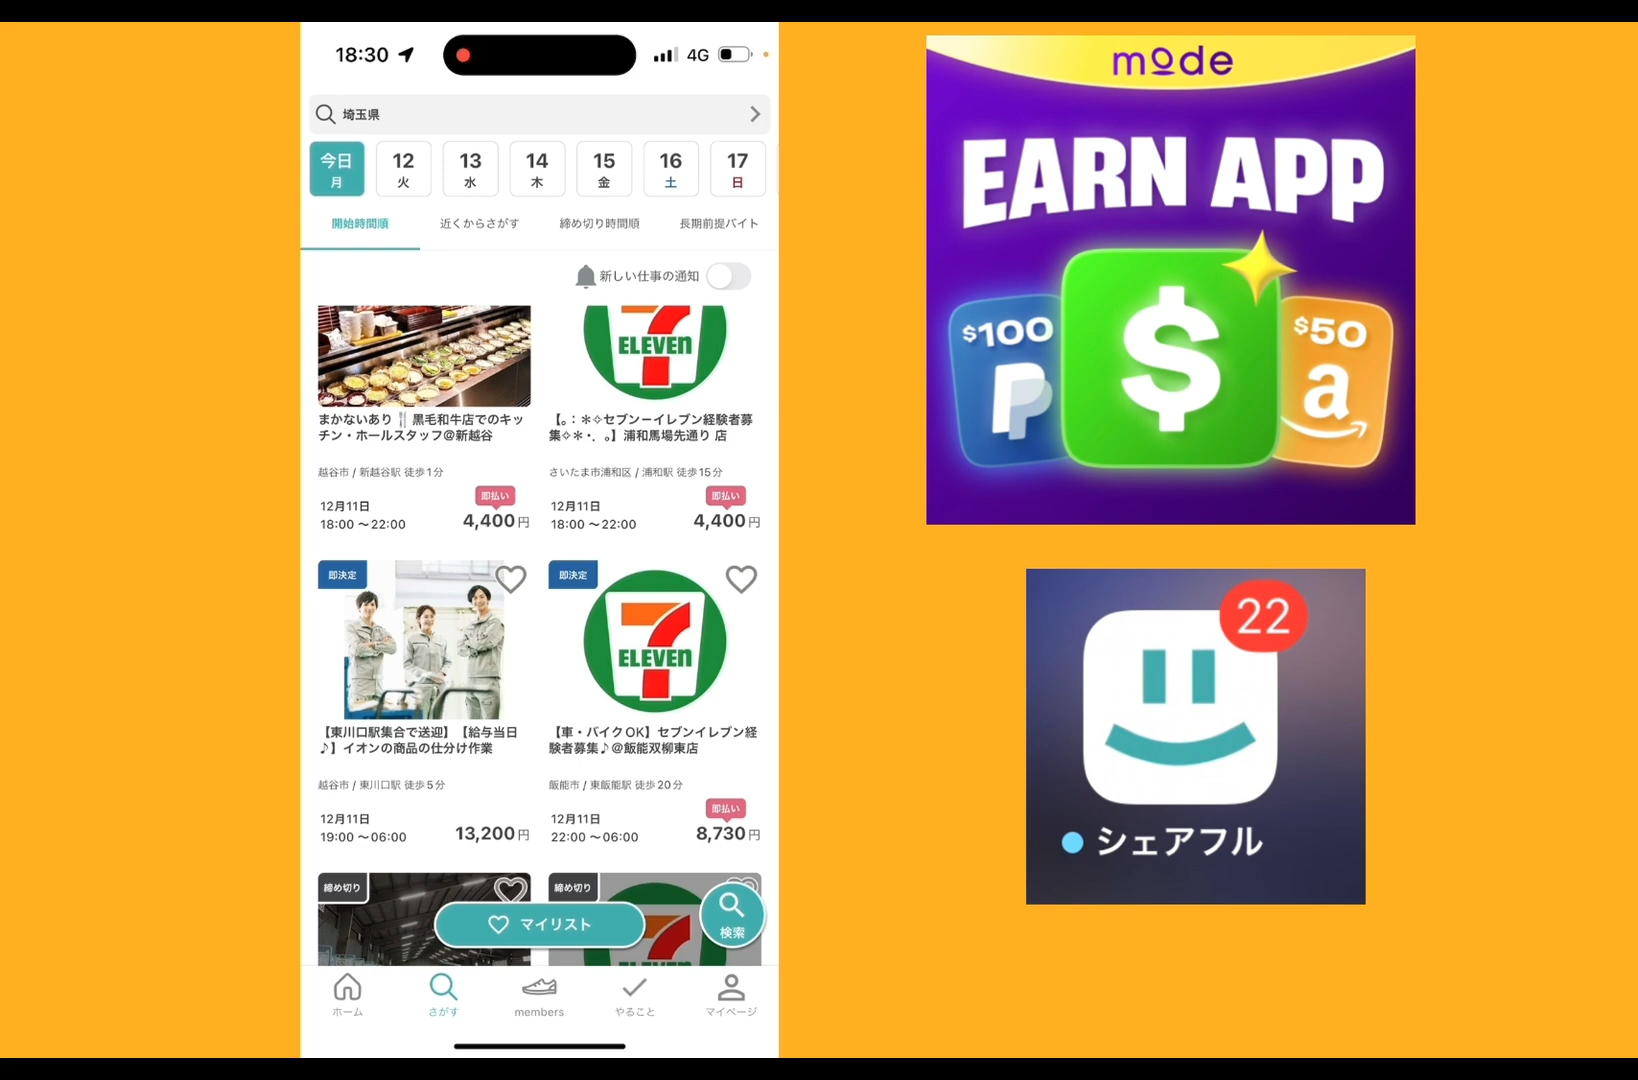 18:30
4G
埼玉県
今日
月
12
火
13
水
14
木
15
金
16
土
17
日
開始時間順
近くからさがす
締め切り時間順
長期前提バイト
新しい仕事の通知
まかないあり🍴黒毛和牛店でのキッ
チン・ホールスタッフ@新越谷
越谷市 / 新越谷駅 徒歩1分
12月11日
18:00 〜22:00
即払い
4,400円
ELEVEN
【｡：＊✧セブンーイレブン経験者募
集✧＊・．｡】浦和馬場先通り 店
さいたま市浦和区 / 浦和駅 徒歩15分
12月11日
18:00 〜22:00
即払い
4,400円
即決定
【東川口駅集合で送迎】【給与当日
♪】イオンの商品の仕分け作業
越谷市 / 東川口駅 徒歩5分
12月11日
19:00 〜06:00
13,200円
即決定
7
ELEVEN
【車・バイクOK】セブンイレブン経
験者募集♪@飯能双柳東店
飯能市 / 東飯能駅 徒歩20分
12月11日
22:00 〜06:00
即払い
8,730円
締め切り
締め切り
マイリスト
検索
ホーム
さがす
members
やること
マイページ
mode
EARN APP
$100
$
$50
a
22
シェアフル